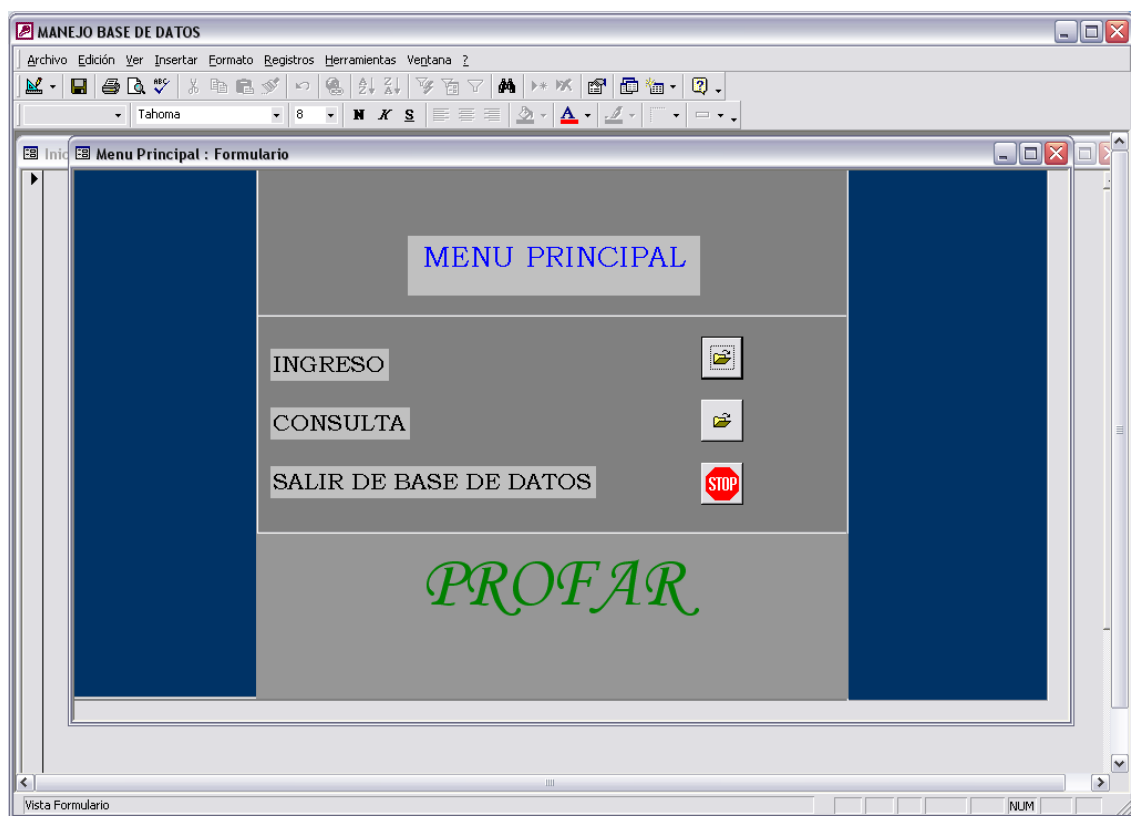 MANEJO BASE DE DATOS
Archivo Edición Ver Insertar Formato Registros Herramientas Ventana ?
Tahoma 8 N K S A
Menu Principal : Formulario
MENU PRINCIPAL
INGRESO
CONSULTA
SALIR DE BASE DE DATOS STOP
PROFAR
Vista Formulario NUM